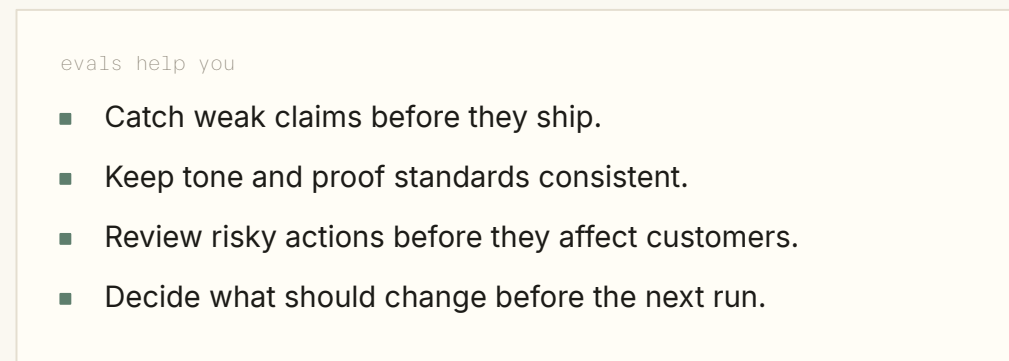 evals help you
Catch weak claims before they ship.
Keep tone and proof standards consistent.
Review risky actions before they affect customers.
Decide what should change before the next run.